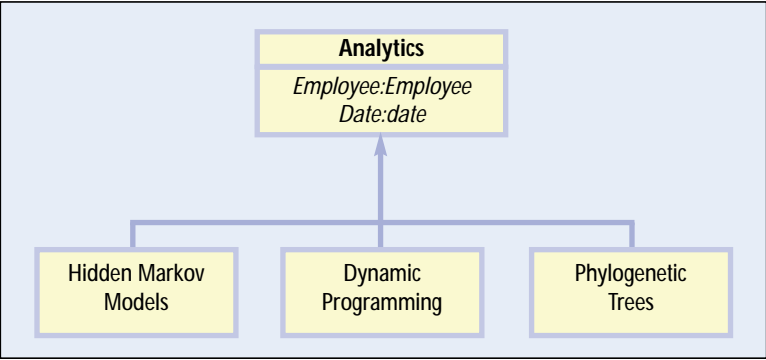 Analytics
Employee:Employee
Date:date
Hidden Markov
Models
Dynamic
Programming
Phylogenetic
Trees